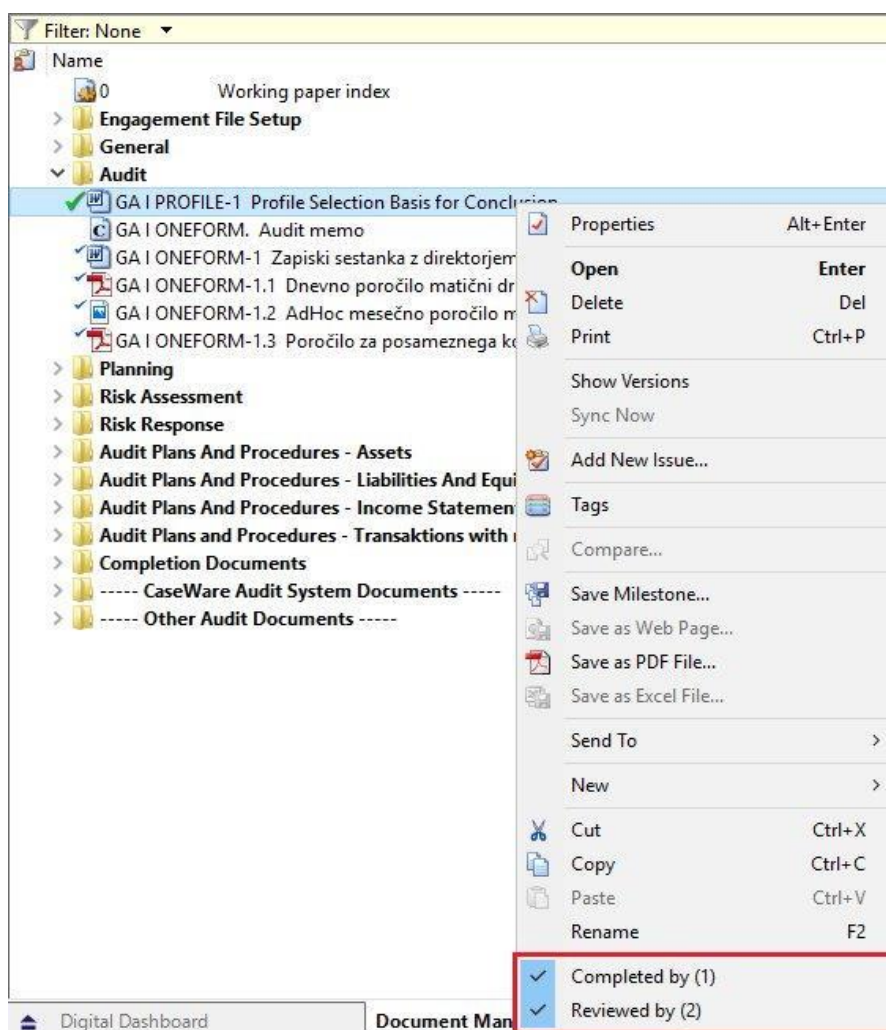 Filter: None
Name
0 Working paper index
Engagement File Setup
General
Audit
GA I PROFILE-1 Profile Selection Basis for Conclusion
GA I ONEFORM. Audit memo
GA I ONEFORM-1 Zapiski sestanka z direktorjem
GA I ONEFORM-1.1 Dnevno poročilo matični dr
GA I ONEFORM-1.2 AdHoc mesečno poročilo m
GA I ONEFORM-1.3 Poročilo za posameznega ko
Planning
Risk Assessment
Risk Response
Audit Plans And Procedures - Assets
Audit Plans And Procedures - Liabilities And Equi
Audit Plans And Procedures - Income Statemen
Audit Plans and Procedures - Transaktions with
Completion Documents
----- CaseWare Audit System Documents -----
----- Other Audit Documents -----
Properties Alt+Enter
Open Enter
Delete Del
Print Ctrl+P
Show Versions
Sync Now
Add New Issue...
Tags
Compare...
Save Milestone...
Save as Web Page...
Save as PDF File...
Save as Excel File...
Send To
New
Cut Ctrl+X
Copy Ctrl+C
Paste Ctrl+V
Rename F2
Completed by (1)
Reviewed by (2)
Digital Dashboard
Document Man